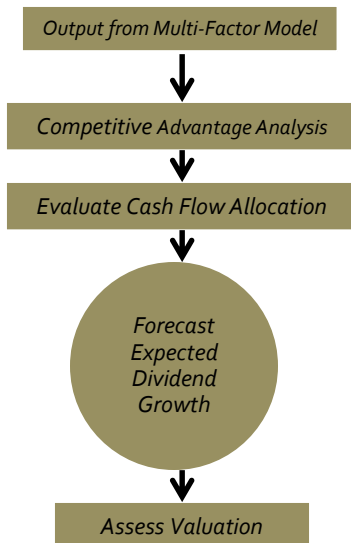 Output from Multi-Factor Model
Competitive Advantage Analysis
Evaluate Cash Flow Allocation
Forecast
Expected
Dividend
Growth
Assess Valuation